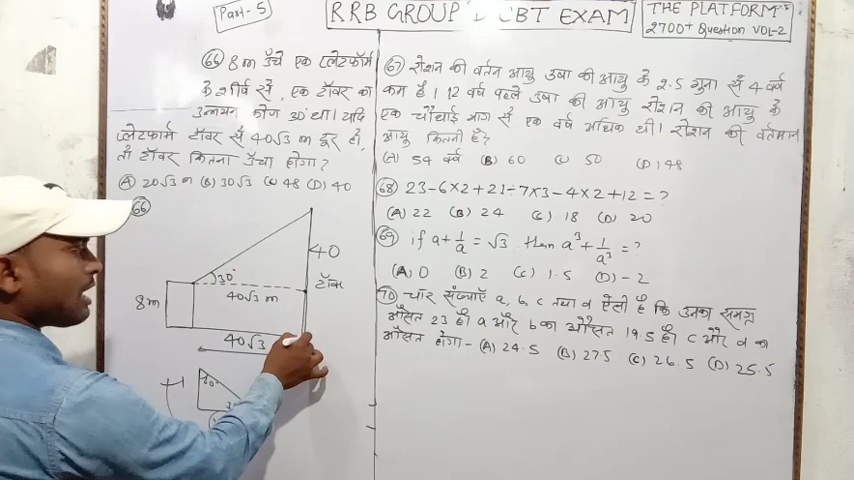 Part-5
RRB GROUP D CBT EXAM
THE PLATFORM
2700+ Question VOL-2
66 8m ऊँचे एक प्लेटफॉर्म
के शीर्ष से, एक टॉवर का
उन्नयन कोण 30° था। यदि
प्लेटफार्म टॉवर से 40√3 m दूर हो,
तो टॉवर कितना ऊँचा होगा?
(A) 20√3 m (B) 30√3 (C) 48 (D) 40
66
30°
40√3 m
40
टॉवर
8m
40√3
67 रोशन की वर्तमान आयु उषा की आयु के 2.5 गुना से 4 वर्ष
कम है। 12 वर्ष पहले उषा की आयु रोशन की आयु के
एक चौथाई भाग से एक वर्ष अधिक थी। रोशन की वर्तमान
आयु कितनी है?
(A) 54 वर्ष (B) 60 (C) 50 (D) 48
68 23-6×2+21÷7×3-4×2+12=?
(A) 22 (B) 24 (C) 18 (D) 20
69 if a+1/a = √3 then a³+1/a³ = ?
(A) 0 (B) 2 (C) 1.5 (D) -2
70 चार संख्याएँ a, b, c तथा d ऐसी हैं कि उनका समग्र
औसत 23 है। a और b का औसत 19.5 है। c और d का
औसत होगा- (A) 24.5 (B) 27.5 (C) 26.5 (D) 25.5